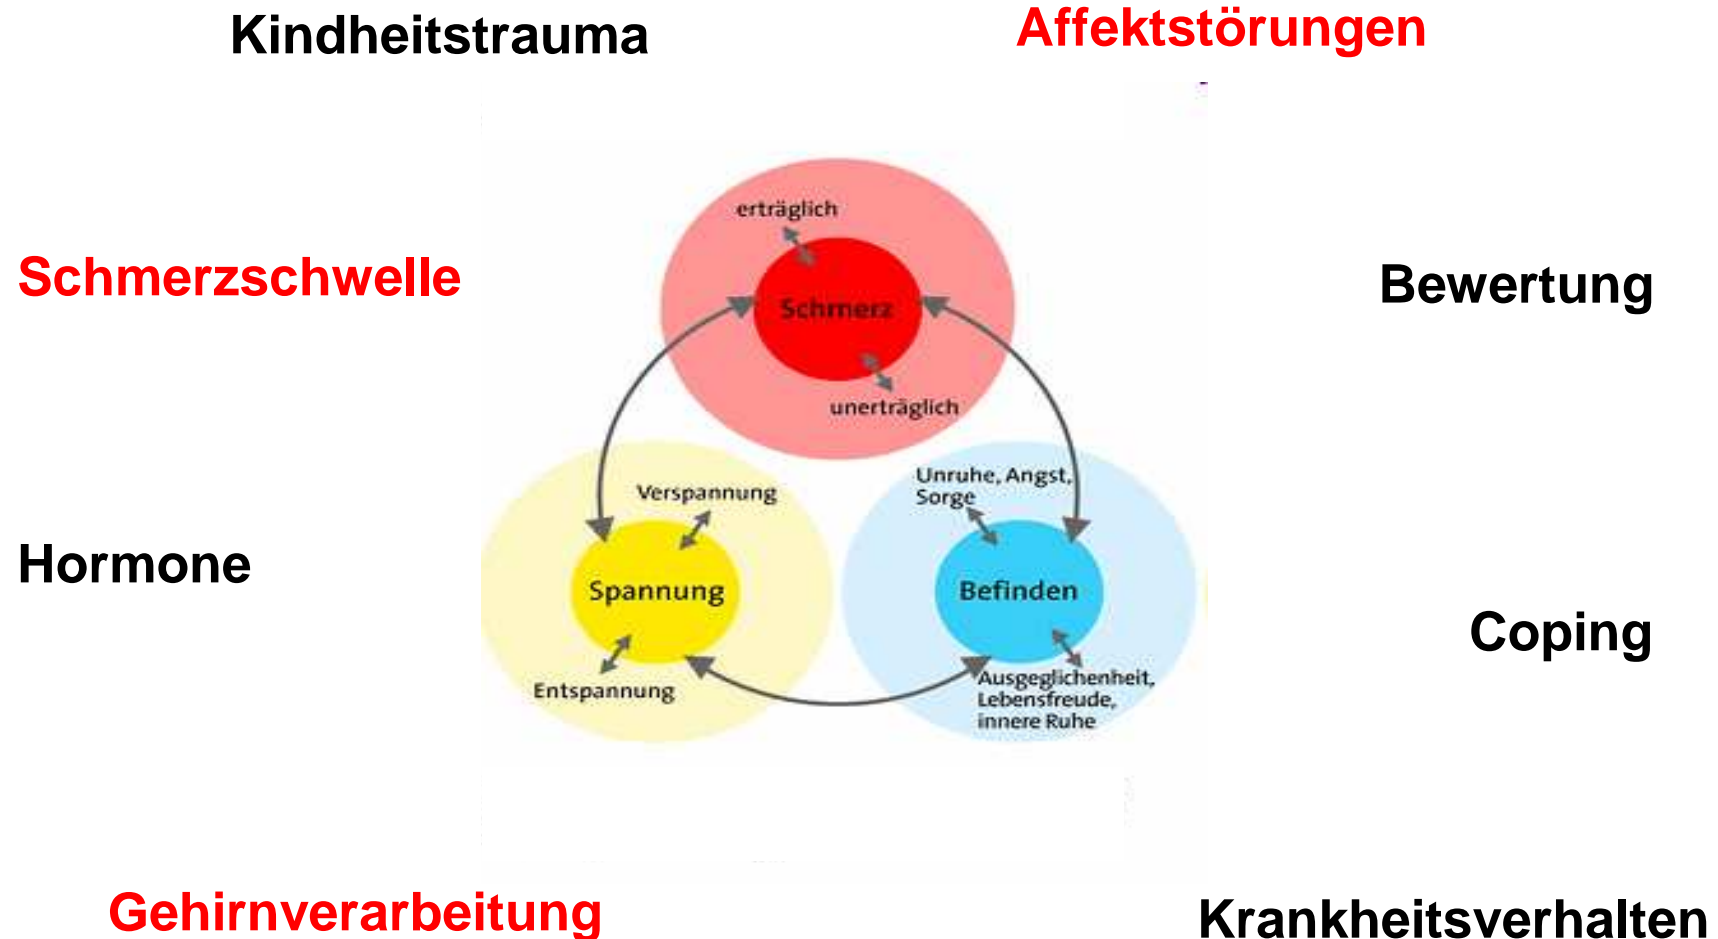 Kindheitstrauma
Affektstörungen
erträglich
Schmerzschwelle
Bewertung
Schmerz
unerträglich
Unruhe, Angst,
Sorge
Verspannung
Hormone
Spannung
Befinden
Coping
Entspannung
Ausgeglichenheit,
Lebensfreude,
innere Ruhe
Gehirnverarbeitung
Krankheitsverhalten